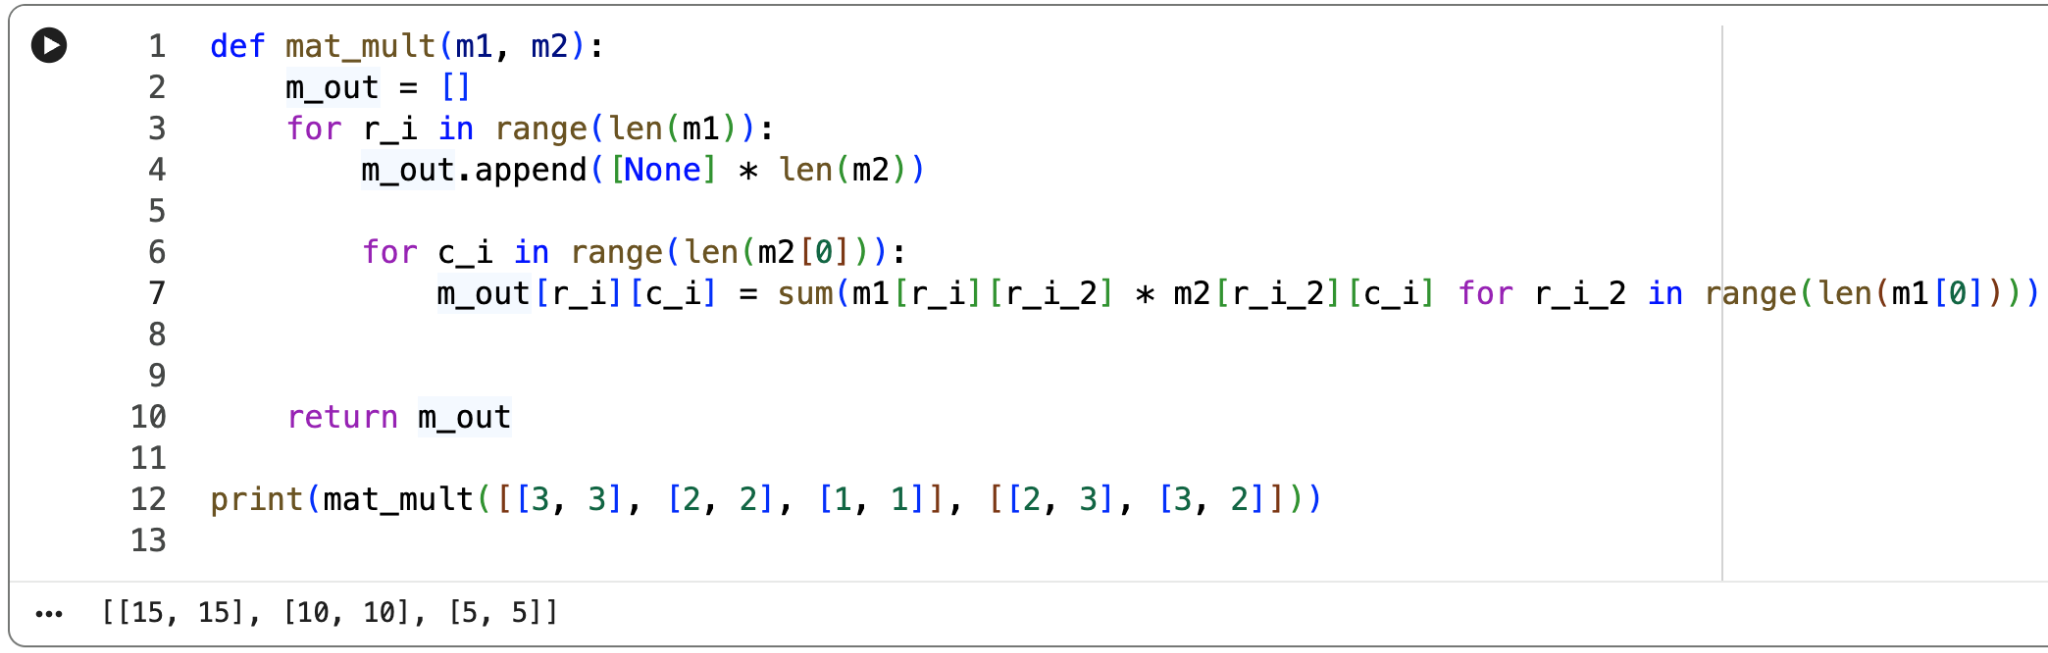 1 def mat_mult(m1, m2):
2     m_out = []
3     for r_i in range(len(m1)):
4         m_out.append([None] * len(m2))
5
6         for c_i in range(len(m2[0])):
7             m_out[r_i][c_i] = sum(m1[r_i][r_i_2] * m2[r_i_2][c_i] for r_i_2 in range(len(m1[0])))
8
9
10     return m_out
11
12 print(mat_mult([[3, 3], [2, 2], [1, 1]], [[2, 3], [3, 2]]))
13
[[15, 15], [10, 10], [5, 5]]